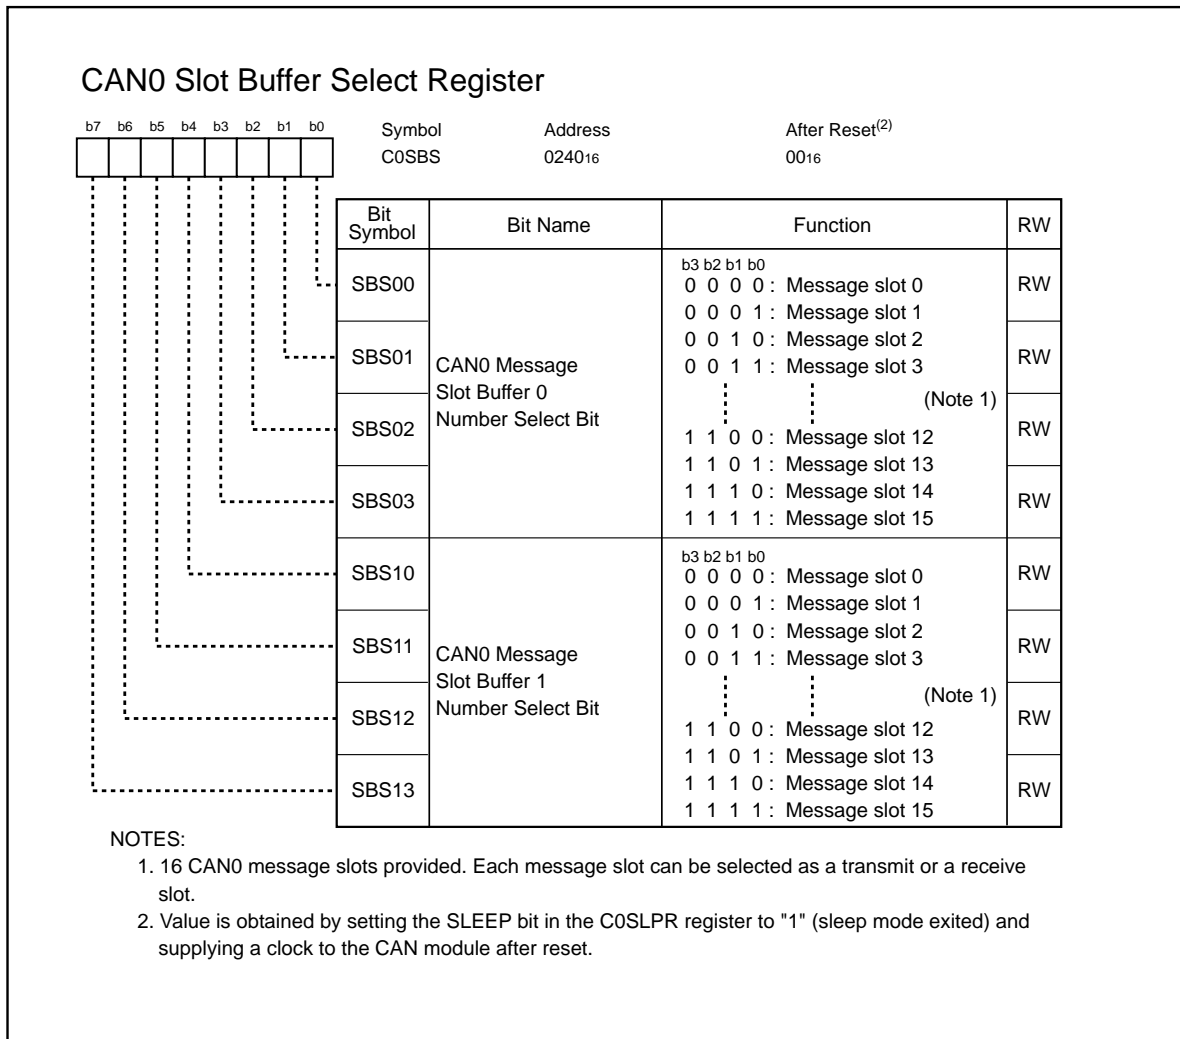 CAN0 Slot Buffer Select Register
b7 b6 b5 b4 b3 b2 b1 b0
Symbol Address After Reset(2)
C0SBS 024016 0016
Bit Symbol Bit Name Function RW
b3 b2 b1 b0
SBS00 0 0 0 0 : Message slot 0 RW
0 0 0 1 : Message slot 1
0 0 1 0 : Message slot 2
SBS01 CAN0 Message 0 0 1 1 : Message slot 3 RW
Slot Buffer 0 (Note 1)
SBS02 Number Select Bit 1 1 0 0 : Message slot 12 RW
1 1 0 1 : Message slot 13
SBS03 1 1 1 0 : Message slot 14 RW
1 1 1 1 : Message slot 15
b3 b2 b1 b0
SBS10 0 0 0 0 : Message slot 0 RW
0 0 0 1 : Message slot 1
0 0 1 0 : Message slot 2
SBS11 CAN0 Message 0 0 1 1 : Message slot 3 RW
Slot Buffer 1 (Note 1)
SBS12 Number Select Bit 1 1 0 0 : Message slot 12 RW
1 1 0 1 : Message slot 13
SBS13 1 1 1 0 : Message slot 14 RW
1 1 1 1 : Message slot 15
NOTES:
1. 16 CAN0 message slots provided. Each message slot can be selected as a transmit or a receive
slot.
2. Value is obtained by setting the SLEEP bit in the C0SLPR register to "1" (sleep mode exited) and
supplying a clock to the CAN module after reset.